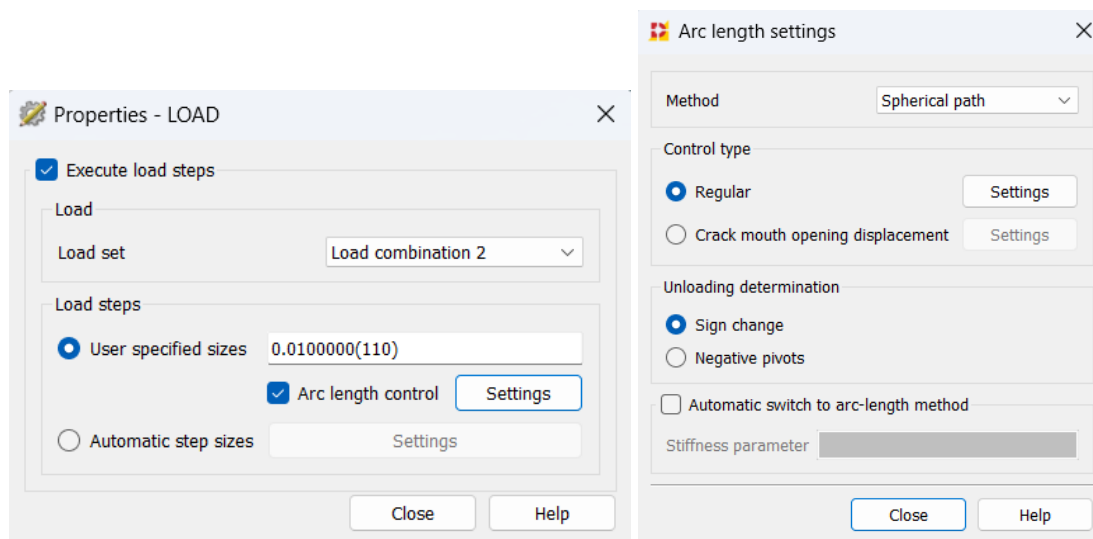 Properties - LOAD
Execute load steps
Load
Load set Load combination 2
Load steps
User specified sizes 0.0100000(110)
Arc length control Settings
Automatic step sizes Settings
Close Help
Arc length settings
Method Spherical path
Control type
Regular Settings
Crack mouth opening displacement Settings
Unloading determination
Sign change
Negative pivots
Automatic switch to arc-length method
Stiffness parameter
Close Help